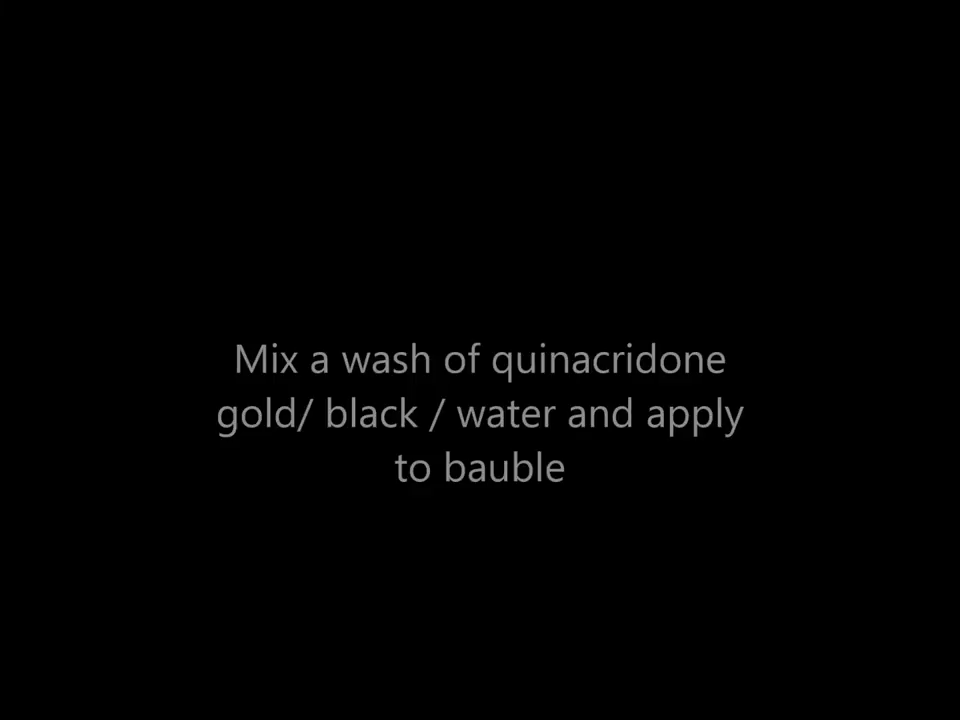 Mix a wash of quinacridone
gold/ black / water and apply
to bauble